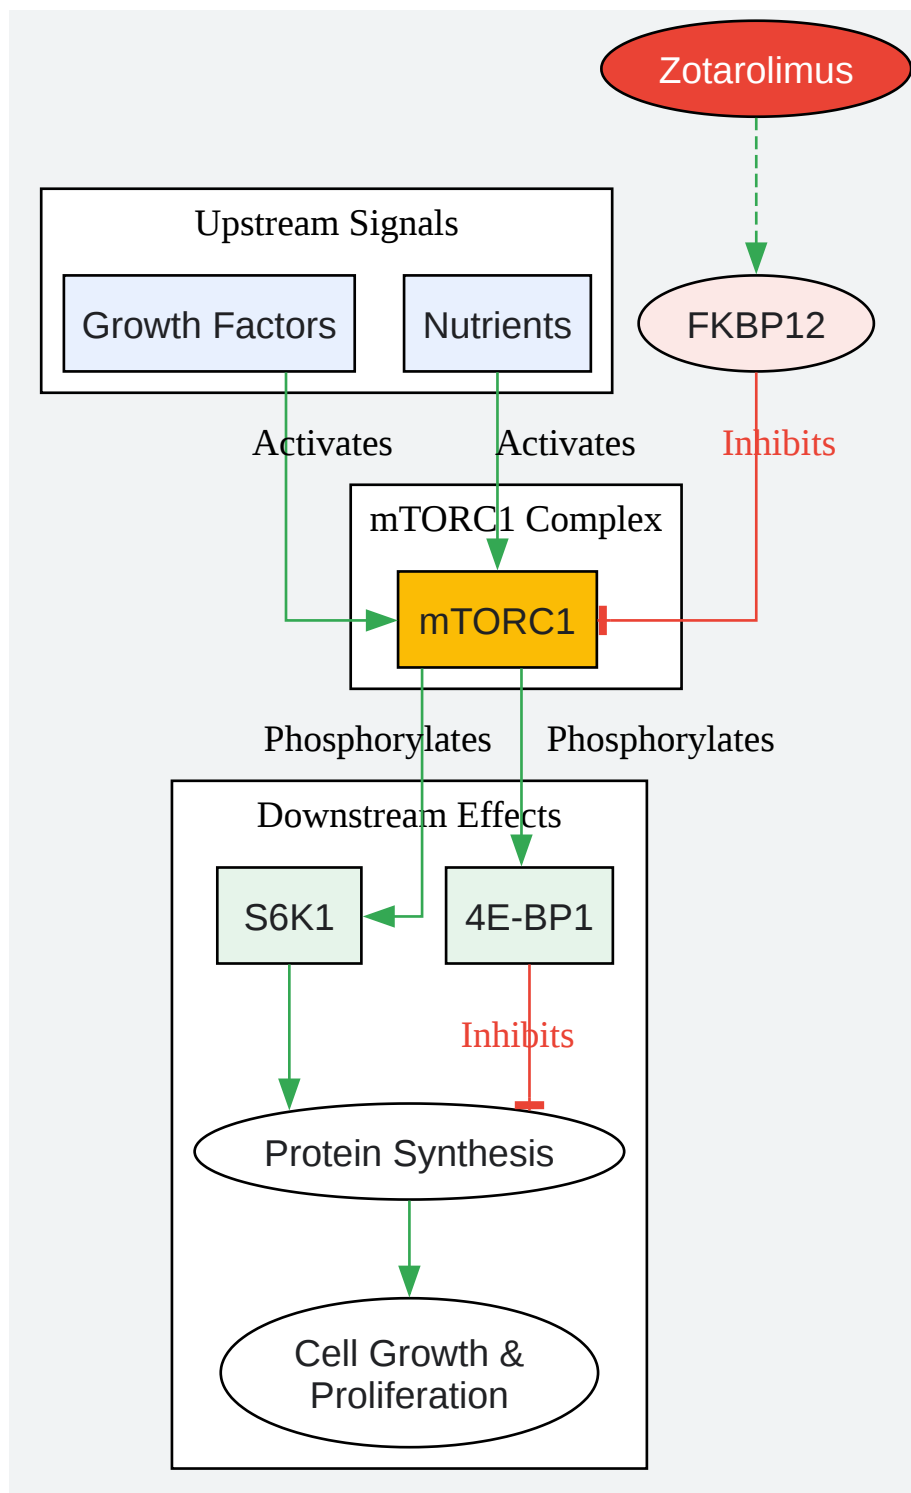 Zotarolimus
Upstream Signals
Growth Factors
Nutrients
FKBP12
Activates
Activates
Inhibits
mTORC1 Complex
mTORC1
Phosphorylates
Phosphorylates
Downstream Effects
S6K1
4E-BP1
Inhibits
Protein Synthesis
Cell Growth &
Proliferation